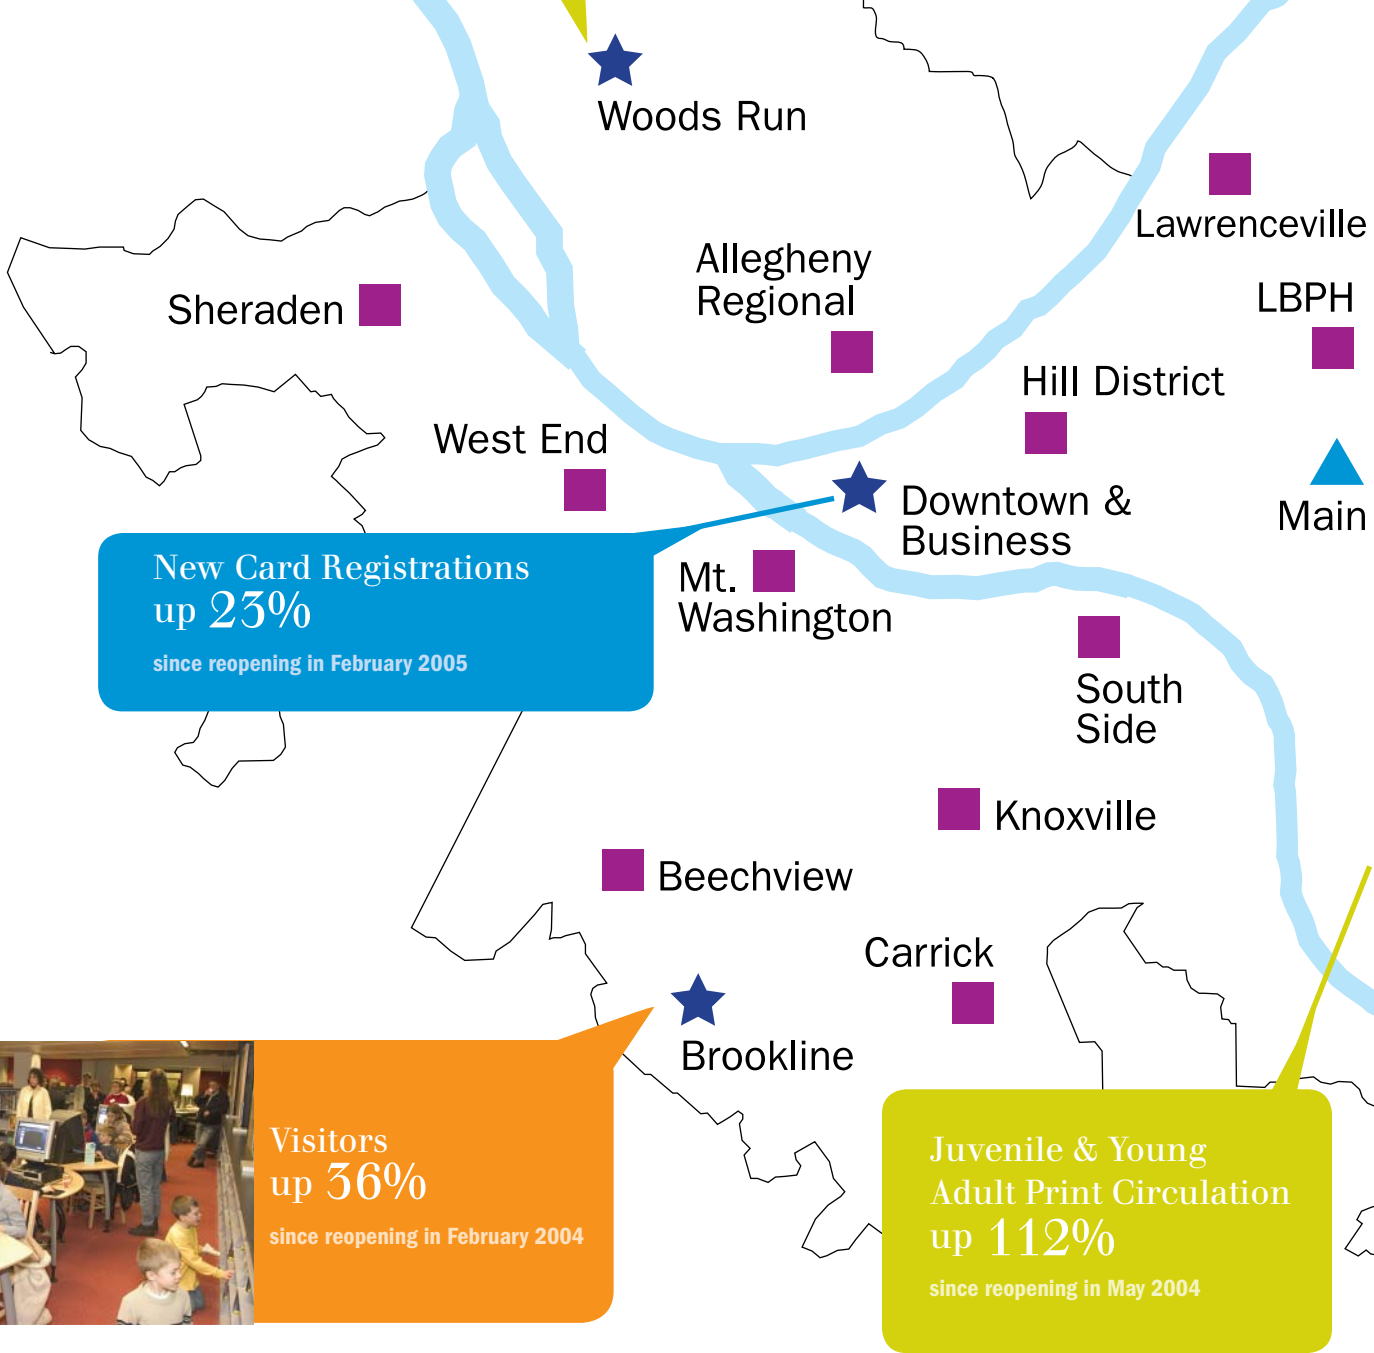 Woods Run
Lawrenceville
Allegheny
Regional
LBPH
Sheraden
Hill District
West End
Downtown &
Business
Main
New Card Registrations
up 23%
since reopening in February 2005
Mt.
Washington
South
Side
Knoxville
Beechview
Carrick
Brookline
Visitors
up 36%
since reopening in February 2004
Juvenile & Young
Adult Print Circulation
up 112%
since reopening in May 2004